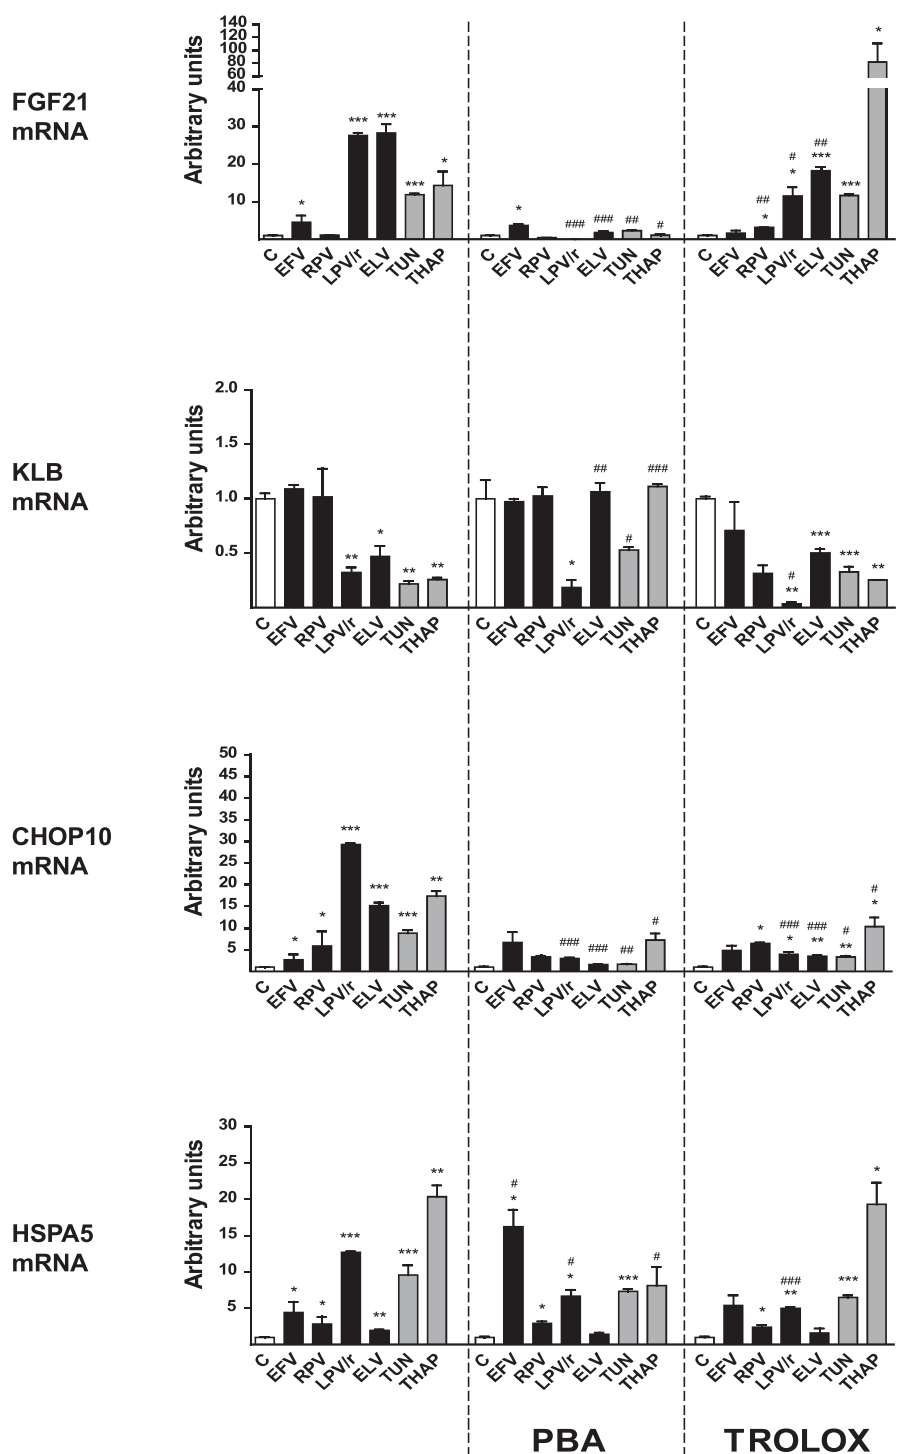 FGF21
mRNA
Arbitrary units
140
120
100
80
60
40
30
20
10
* *** *** *** *
* ### ### ## #
## * # * ## *** *** *
C EFV RPV LPV/r ELV TUN THAP
C EFV RPV LPV/r ELV TUN THAP
C EFV RPV LPV/r ELV TUN THAP
KLB
mRNA
Arbitrary units
2.0
1.5
1.0
0.5
** * ** **
* ## # ###
# ** *** *** **
C EFV RPV LPV/r ELV TUN THAP
C EFV RPV LPV/r ELV TUN THAP
C EFV RPV LPV/r ELV TUN THAP
CHOP10
mRNA
Arbitrary units
50
45
40
35
30
25
20
15
10
5
* * *** *** *** **
### ### ## #
* ### * ### ** # ** # *
C EFV RPV LPV/r ELV TUN THAP
C EFV RPV LPV/r ELV TUN THAP
C EFV RPV LPV/r ELV TUN THAP
HSPA5
mRNA
Arbitrary units
30
25
20
15
10
5
* * *** ** *** **
# * * # * *** #
* ### ** *** *
C EFV RPV LPV/r ELV TUN THAP
C EFV RPV LPV/r ELV TUN THAP
C EFV RPV LPV/r ELV TUN THAP
PBA
TROLOX